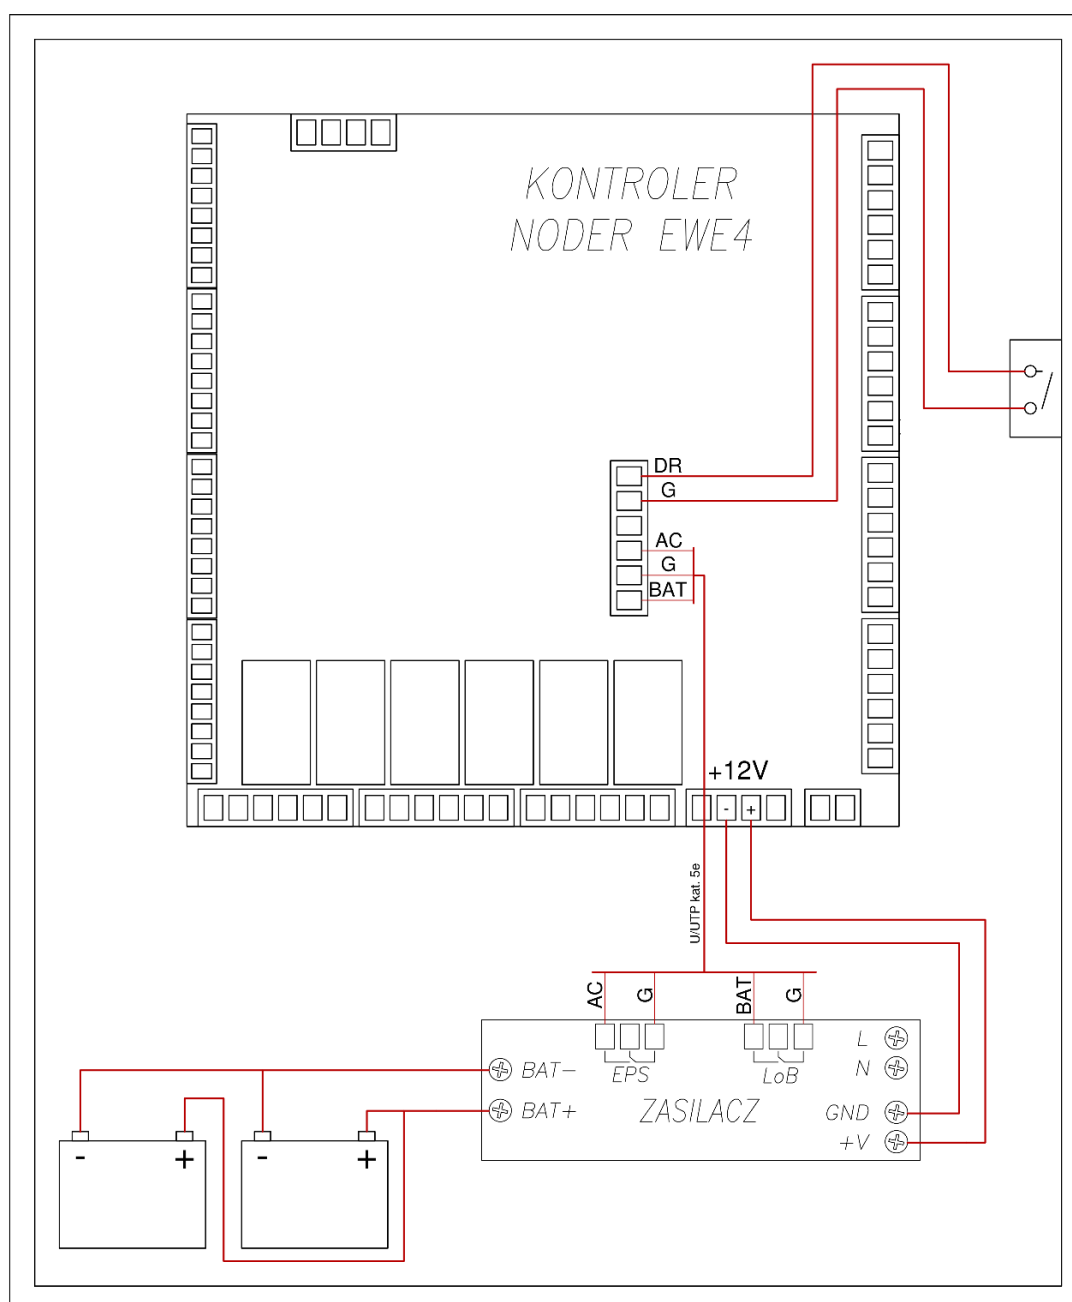 KONTROLER
NODER EWE4
DR
G
AC
G
BAT
+12V
- +
U/UTP kat. 5e
AC G BAT G
EPS LoB
L
N
BAT-
BAT+
ZASILACZ
GND
+V
- + - +